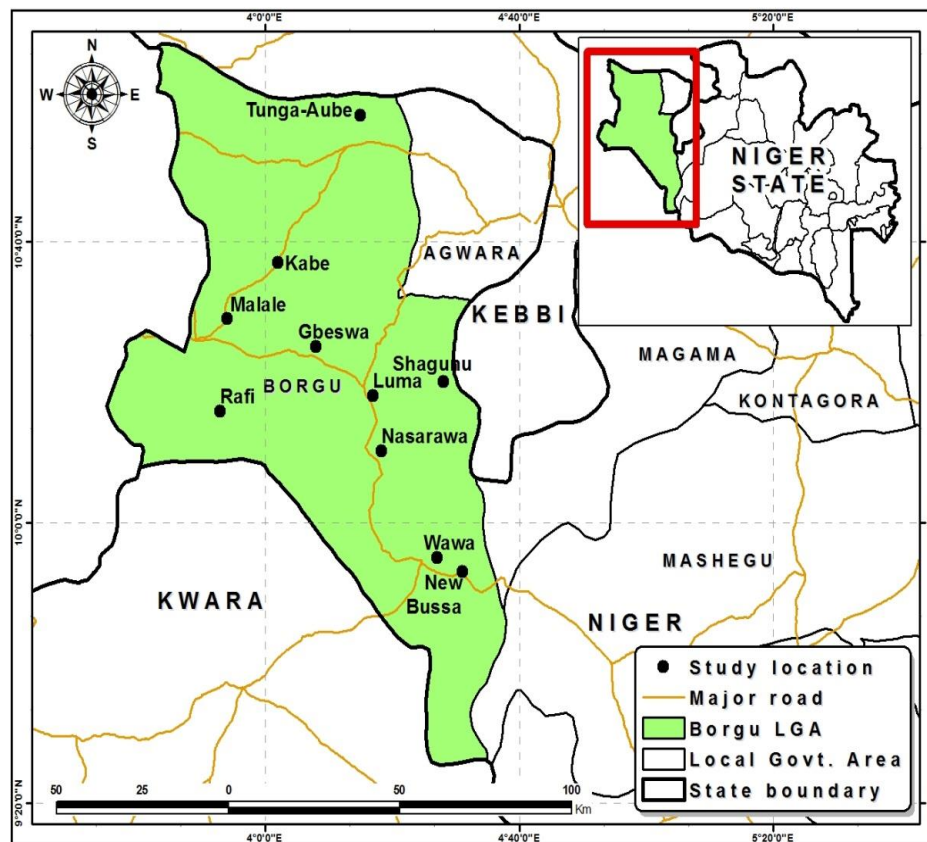 4°0'0"E
4°40'0"E
5°20'0"E
N
W
E
S
Tunga-Aube
NIGER
STATE
10°40'0"N
AGWARA
Kabe
Malale
KEBBI
Gbeswa
MAGAMA
Shagunu
BORGU
Luma
Rafi
KONTAGORA
Nasarawa
10°0'0"N
Wawa
MASHEGU
New
Bussa
KWARA
NIGER
Study location
Major road
Borgu LGA
Local Govt. Area
State boundary
50
25
0
50
100
Km
9°20'0"N
4°0'0"E
4°40'0"E
5°20'0"E